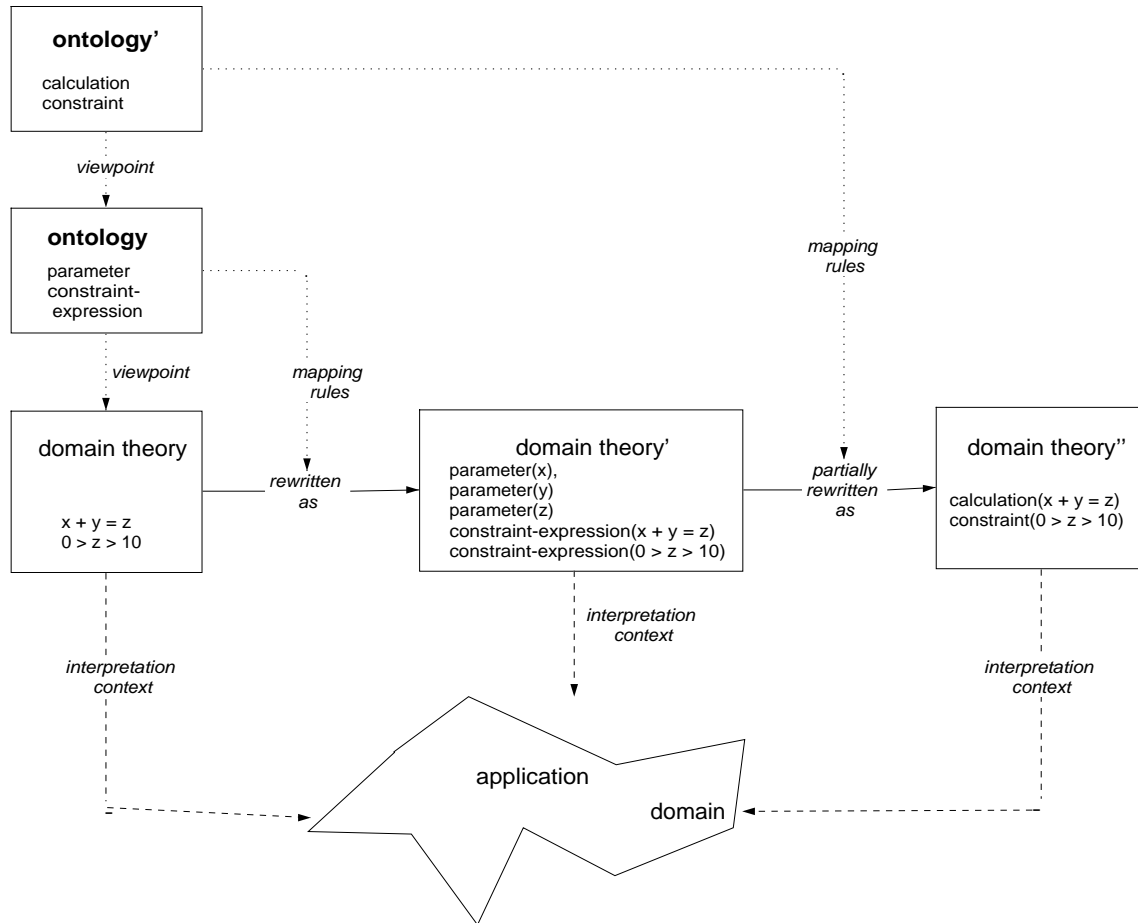 ontology’
calculation
constraint
viewpoint
ontology
parameter
constraint-
expression
mapping
rules
viewpoint
mapping
rules
domain theory
x + y = z
0 > z > 10
rewritten
as
domain theory’
parameter(x),
parameter(y)
parameter(z)
constraint-expression(x + y = z)
constraint-expression(0 > z > 10)
partially
rewritten
as
domain theory’’
calculation(x + y = z)
constraint(0 > z > 10)
interpretation
context
interpretation
context
interpretation
context
application
domain